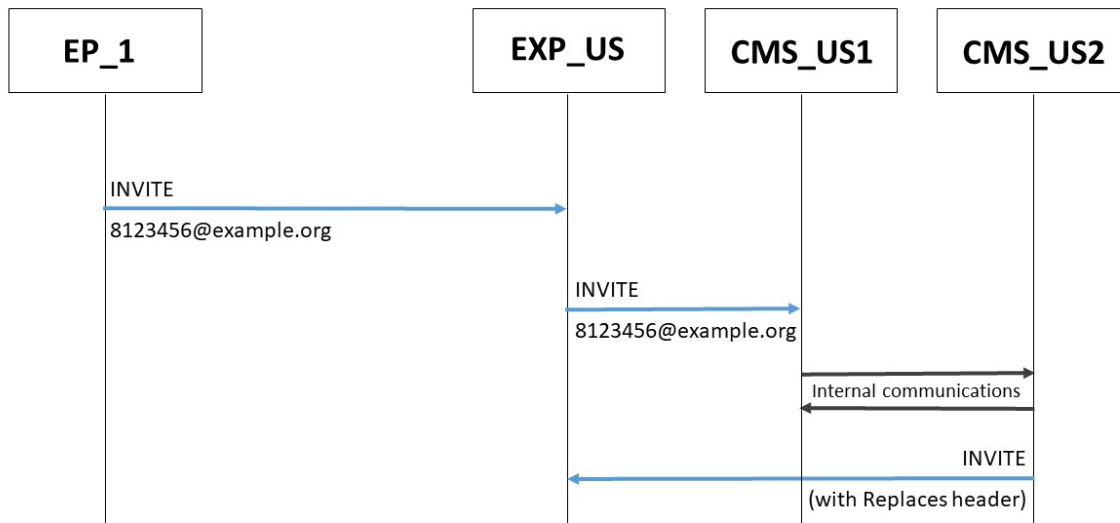 EP_1
EXP_US
CMS_US1
CMS_US2
INVITE
8123456@example.org
INVITE
8123456@example.org
Internal communications
INVITE
(with Replaces header)